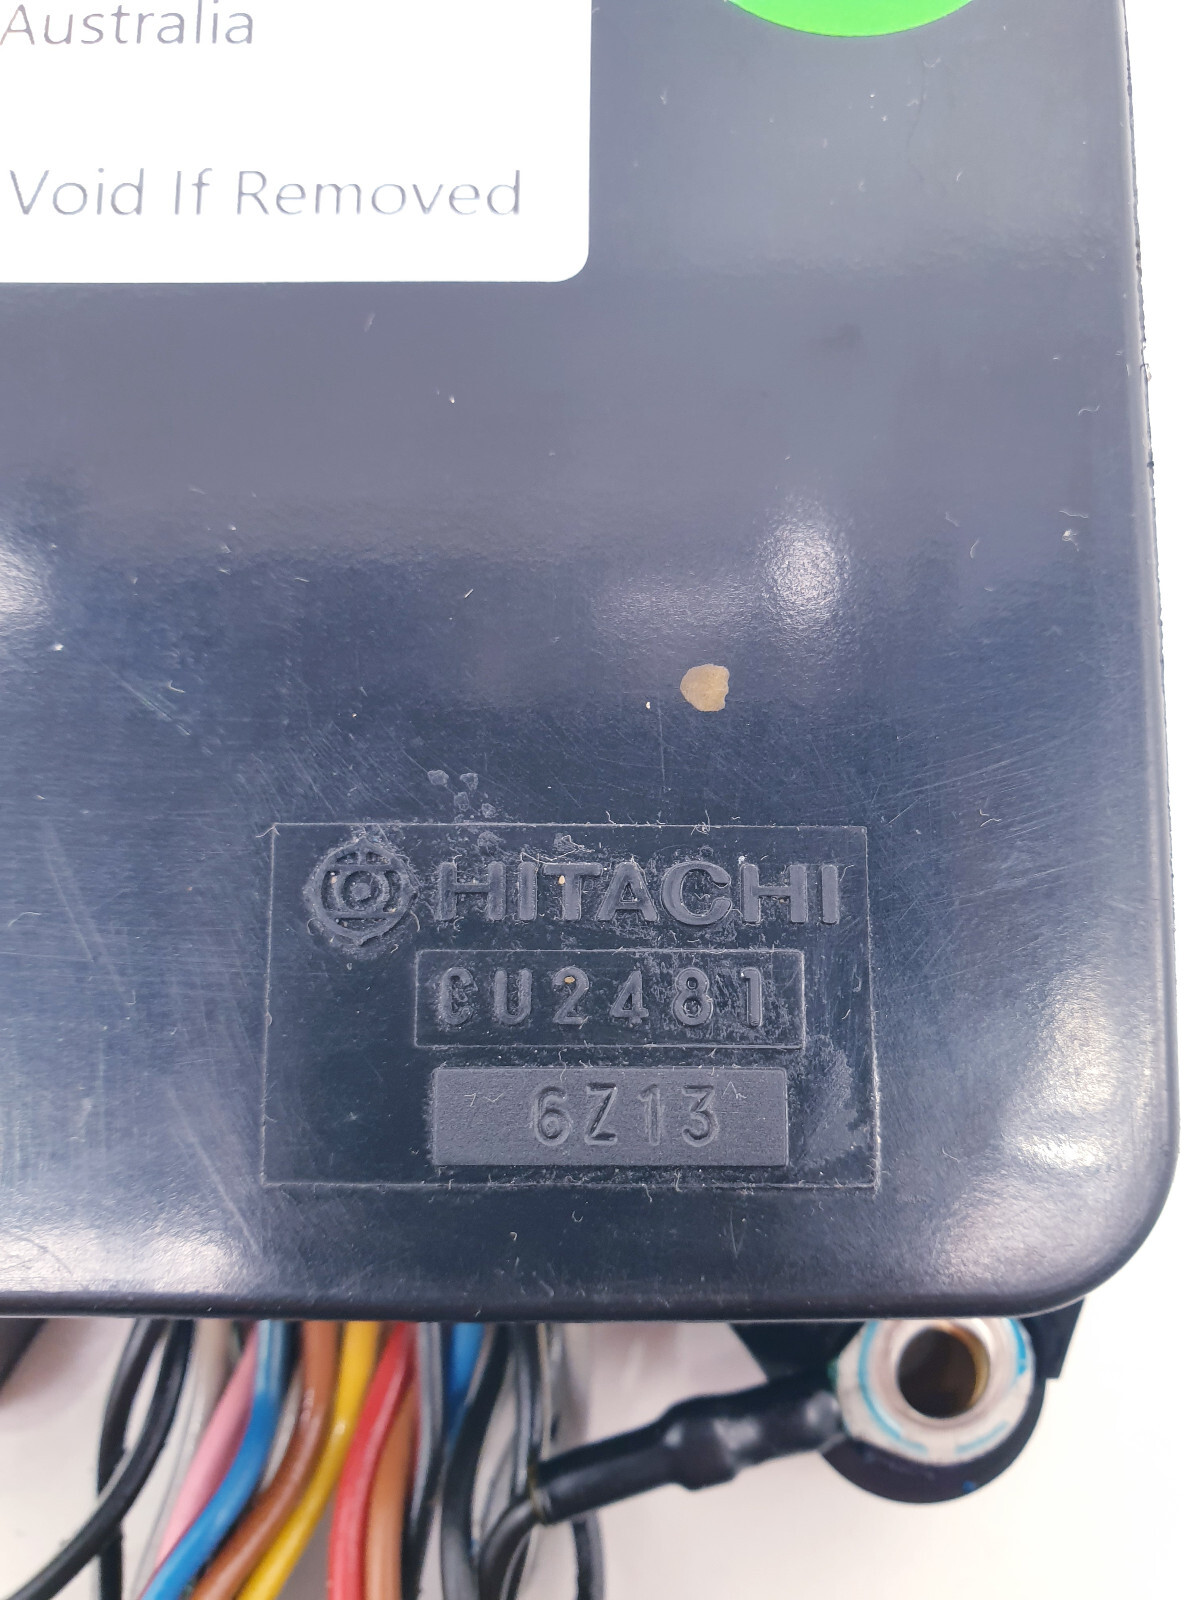 Australia
Void If Removed
HITACHI
CU2481
6Z13